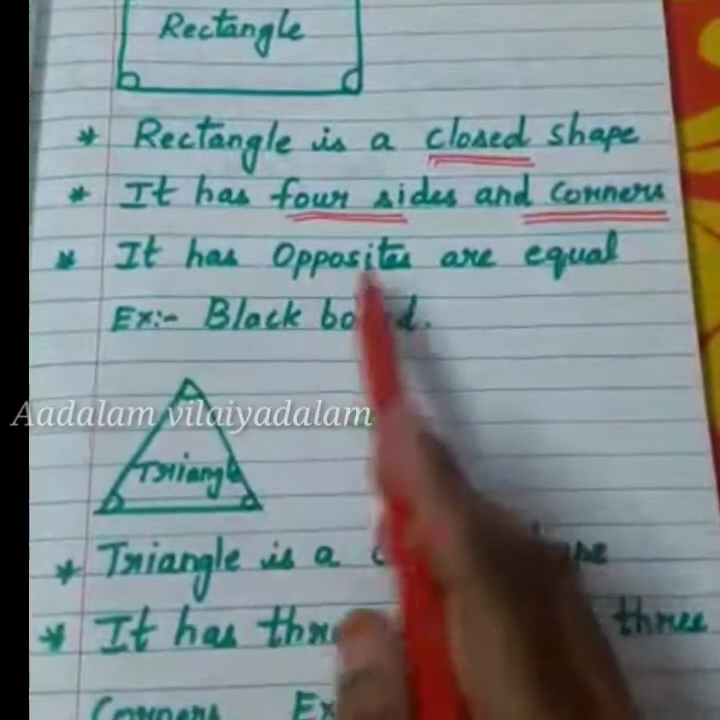 Rectangle
* Rectangle is a closed shape
* It has four sides and corners
* It has Opposites are equal
Ex:- Black
Aadalam vilaiyadalam
Triangle
* Triangle is a
* It has three
Corners Ex